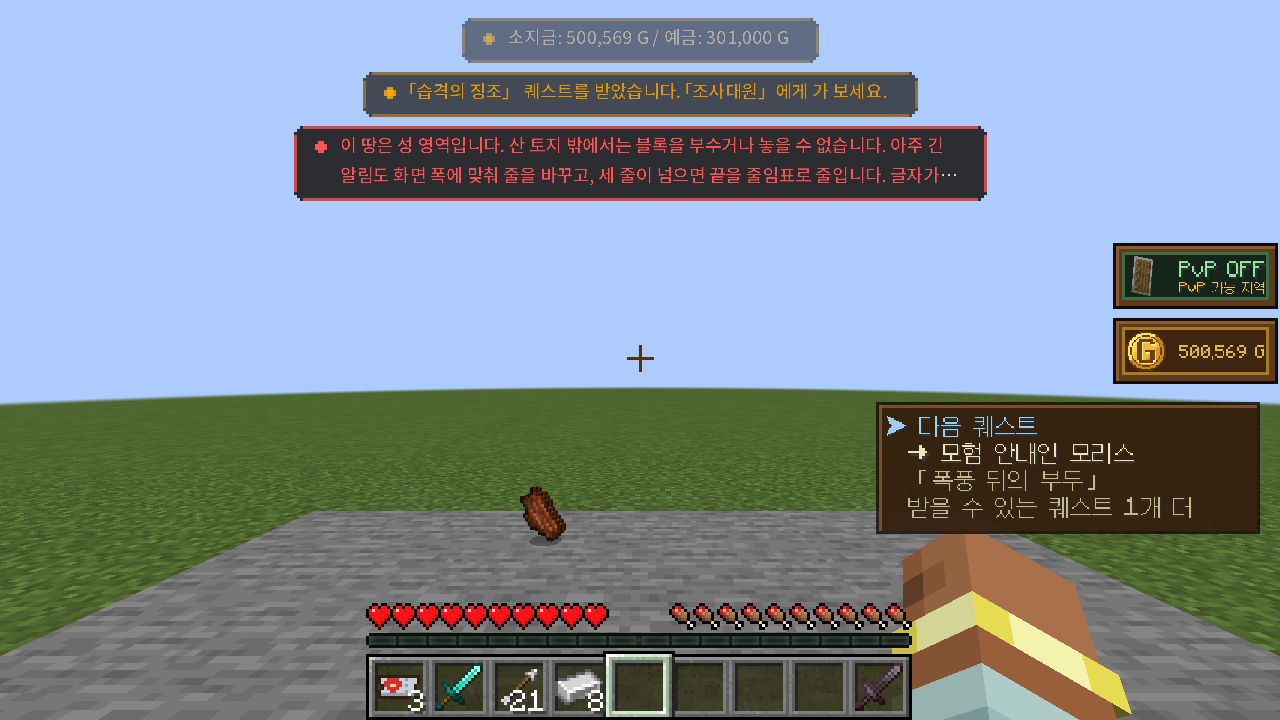 소지금: 500,569 G / 예금: 301,000 G
「습격의 징조」 퀘스트를 받았습니다. 「조사대원」에게 가 보세요.
이 땅은 성 영역입니다. 산 토지 밖에서는 블록을 부수거나 놓을 수 없습니다. 아주 긴
알림도 화면 폭에 맞춰 줄을 바꾸고, 세 줄이 넘으면 끝을 줄임표로 줄입니다. 글자가…
PvP OFF
PvP 가능 지역
500,569 G
➤ 다음 퀘스트
→ 모험 안내인 모리스
「폭풍 뒤의 부두」
받을 수 있는 퀘스트 1개 더
3
21
8